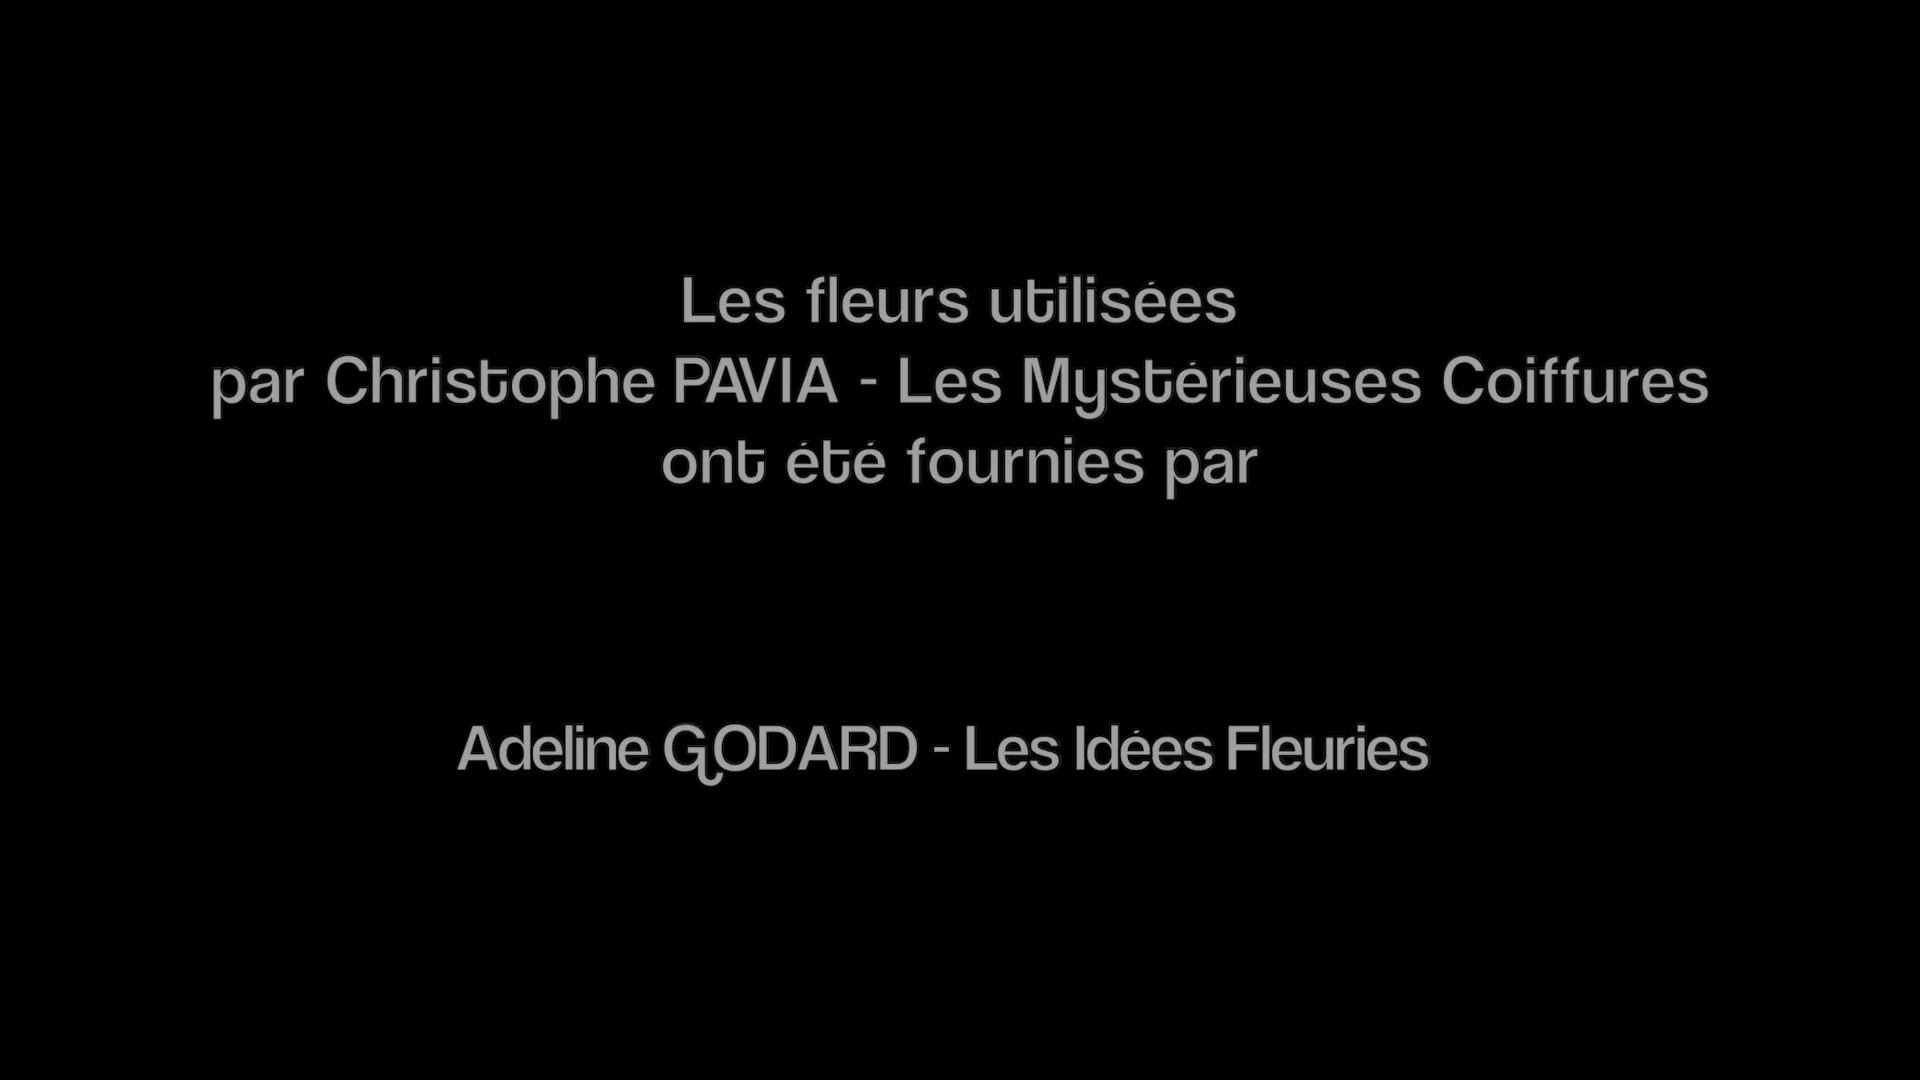 Les fleurs utilisées
par Christophe PAVIA - Les Mystérieuses Coiffures
ont été fournies par
Adeline GODARD - Les Idées Fleuries